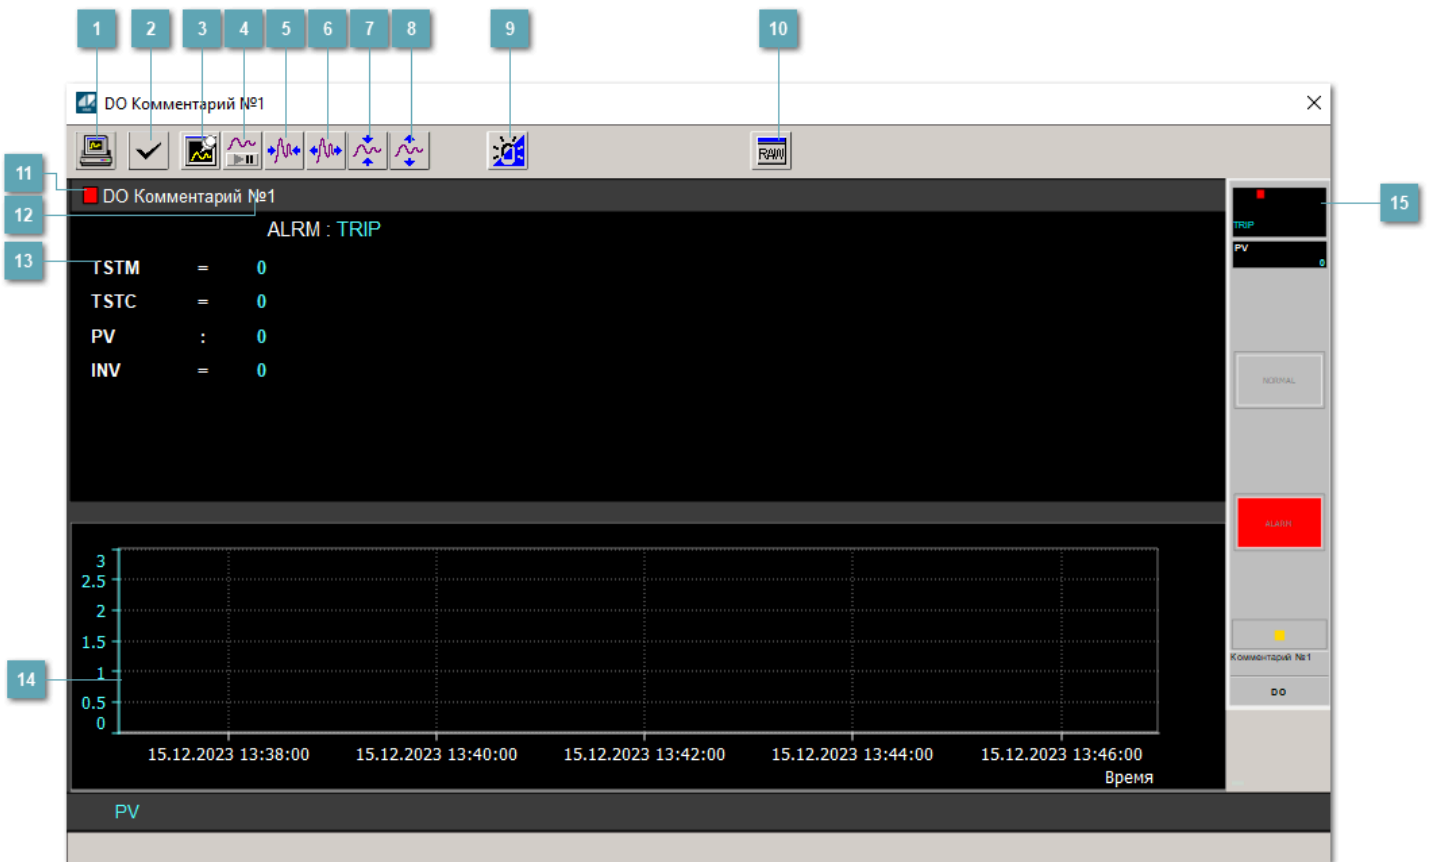 1 2 3 4 5 6 7 8 9 10
DO Комментарий №1
RAW
11
DO Комментарий №1
12
ALRM : TRIP
TRIP
15
13
TSTM = 0
PV
0
TSTC = 0
PV : 0
INV = 0
NORMAL
ALARM
3
2.5
2
1.5
1
0.5
0
14
Комментарий №1
DO
15.12.2023 13:38:00 15.12.2023 13:40:00 15.12.2023 13:42:00 15.12.2023 13:44:00 15.12.2023 13:46:00
Время
PV